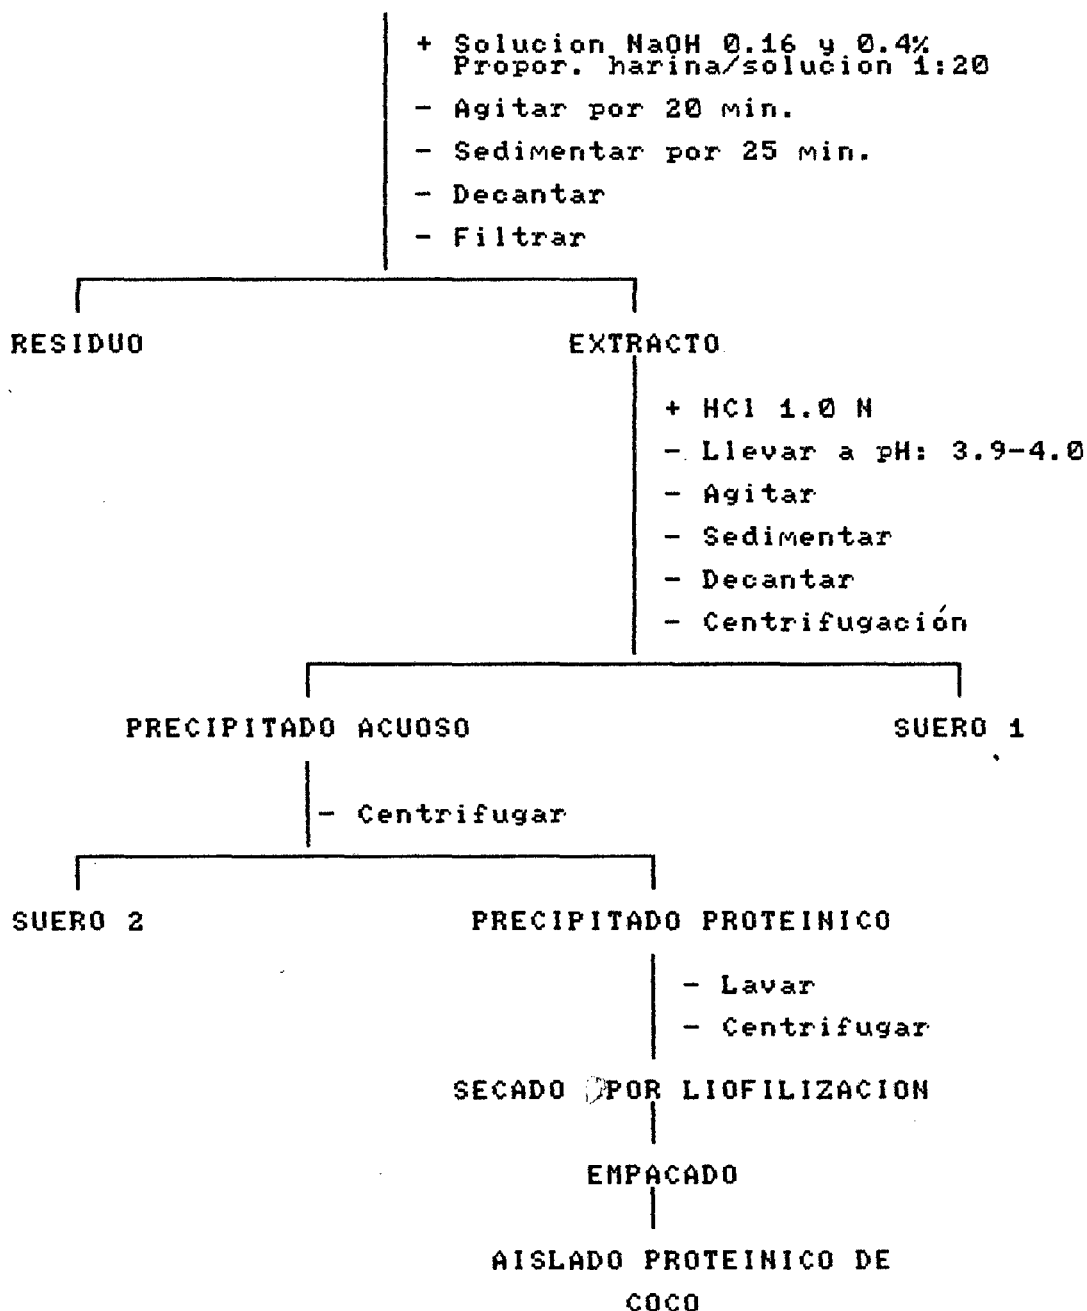 + Solucion NaOH 0.16 y 0.4%
Propor. harina/solucion 1:20
- Agitar por 20 min.
- Sedimentar por 25 min.
- Decantar
- Filtrar
RESIDUO
EXTRACTO
+ HCl 1.0 N
- Llevar a pH: 3.9-4.0
- Agitar
- Sedimentar
- Decantar
- Centrifugación
PRECIPITADO ACUOSO
SUERO 1
- Centrifugar
SUERO 2
PRECIPITADO PROTEINICO
- Lavar
- Centrifugar
SECADO POR LIOFILIZACION
EMPACADO
AISLADO PROTEINICO DE
COCO